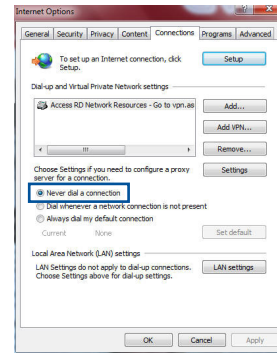 Internet Options
General Security Privacy Content Connections Programs Advanced
To set up an Internet connection, click
Setup.
Setup
Dial-up and Virtual Private Network settings
Access RD Network Resources - Go to vpn.as
Add...
Add VPN...
Remove...
Choose Settings if you need to configure a proxy
server for a connection.
Settings
Never dial a connection
Dial whenever a network connection is not present
Always dial my default connection
Current None
Set default
Local Area Network (LAN) settings
LAN Settings do not apply to dial-up connections.
Choose Settings above for dial-up settings.
LAN settings
OK Cancel Apply